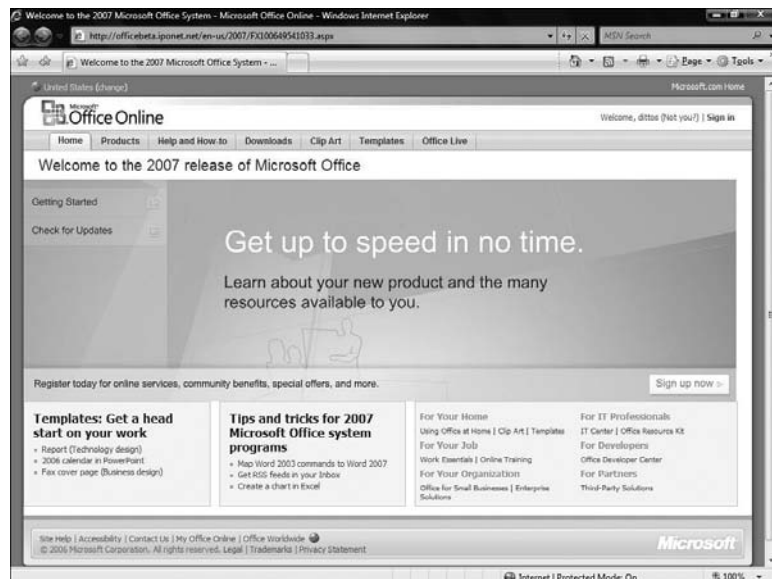 Welcome to the 2007 Microsoft Office System - Microsoft Office Online - Windows Internet Explorer
http://officebeta.iponet.net/en-us/2007/FX100649541033.aspx
MSN Search
Welcome to the 2007 Microsoft Office System - ...
Page
Tools
United States (change)
Microsoft.com Home
Microsoft
Office Online
Welcome, dittos (Not you?) | Sign in
Home Products Help and How-to Downloads Clip Art Templates Office Live
Welcome to the 2007 release of Microsoft Office
Getting Started
Check for Updates
Get up to speed in no time.
Learn about your new product and the many
resources available to you.
Register today for online services, community benefits, special offers, and more.
Sign up now
Templates: Get a head
start on your work
Report (Technology design)
2006 calendar in PowerPoint
Fax cover page (Business design)
Tips and tricks for 2007
Microsoft Office system
programs
Map Word 2003 commands to Word 2007
Get RSS feeds in your Inbox
Create a chart in Excel
For Your Home
Using Office at Home | Clip Art | Templates
For Your Job
Work Essentials | Online Training
For Your Organization
Office for Small Businesses | Enterprise
Solutions
For IT Professionals
IT Center | Office Resource Kit
For Developers
Office Developer Center
For Partners
Third-Party Solutions
Site Help | Accessibility | Contact Us | My Office Online | Office Worldwide
© 2006 Microsoft Corporation. All rights reserved. Legal | Trademarks | Privacy Statement
Microsoft
Internet | Protected Mode: On
100%